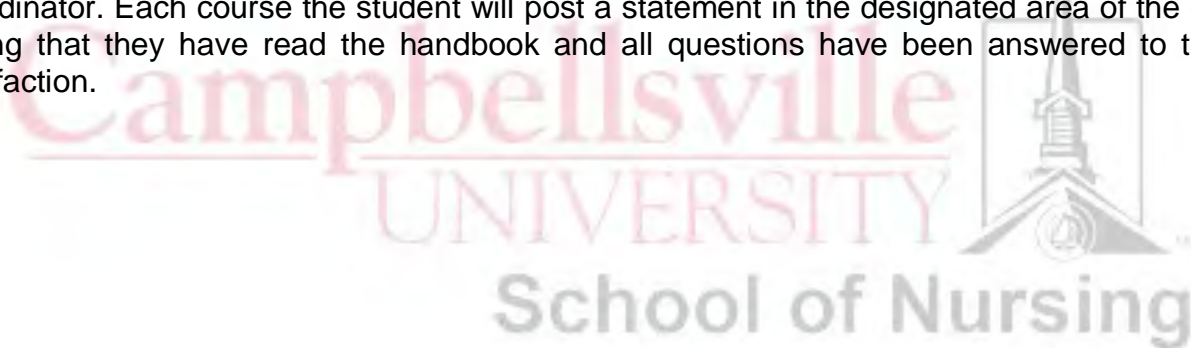 dinator. Each course the student will post a statement in the designated area of the
ng that they have read the handbook and all questions have been answered to t
faction.
Campbellsville
UNIVERSITY
School of Nursing